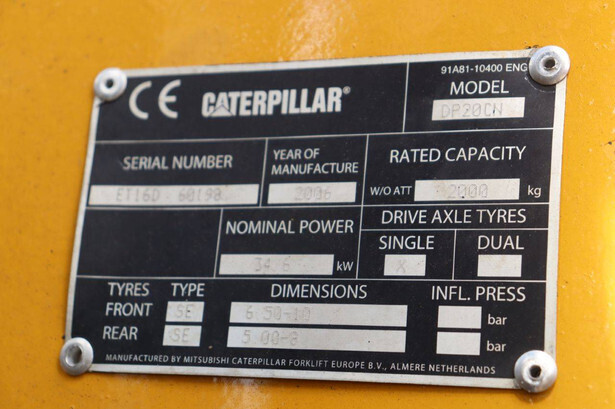 91A81-10400 ENG
CE CATERPILLAR®
MODEL
DP20CN
SERIAL NUMBER
ET16D 60198
YEAR OF MANUFACTURE
2006
RATED CAPACITY
W/O ATT 2000 kg
NOMINAL POWER
34.6 kW
DRIVE AXLE TYRES
SINGLE DUAL
X
TYRES TYPE DIMENSIONS INFL. PRESS
FRONT SE 6.50-10 bar
REAR SE 5.00-8 bar
MANUFACTURED BY MITSUBISHI CATERPILLAR FORKLIFT EUROPE B.V., ALMERE NETHERLANDS